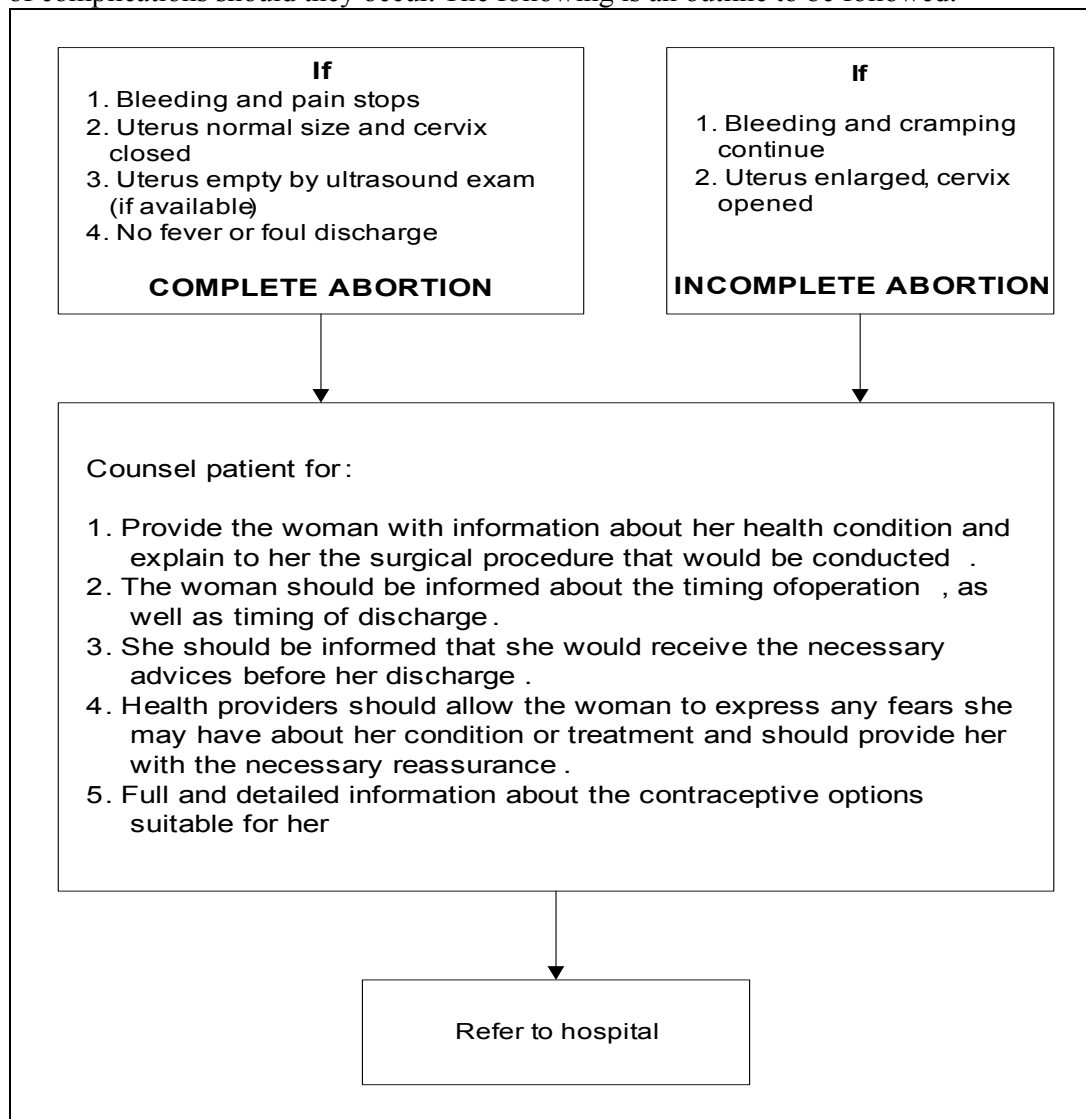 of complications should they occur. The following is an outline to be followed:
If
1. Bleeding and pain stops
2. Uterus normal size and cervix
closed
3. Uterus empty by ultrasound exam
(if available)
4. No fever or foul discharge
COMPLETE ABORTION
If
1. Bleeding and cramping
continue
2. Uterus enlarged, cervix
opened
INCOMPLETE ABORTION
Counsel patient for:
1. Provide the woman with information about her health condition and
explain to her the surgical procedure that would be conducted .
2. The woman should be informed about the timing ofoperation , as
well as timing of discharge.
3. She should be informed that she would receive the necessary
advices before her discharge .
4. Health providers should allow the woman to express any fears she
may have about her condition or treatment and should provide her
with the necessary reassurance .
5. Full and detailed information about the contraceptive options
suitable for her
Refer to hospital